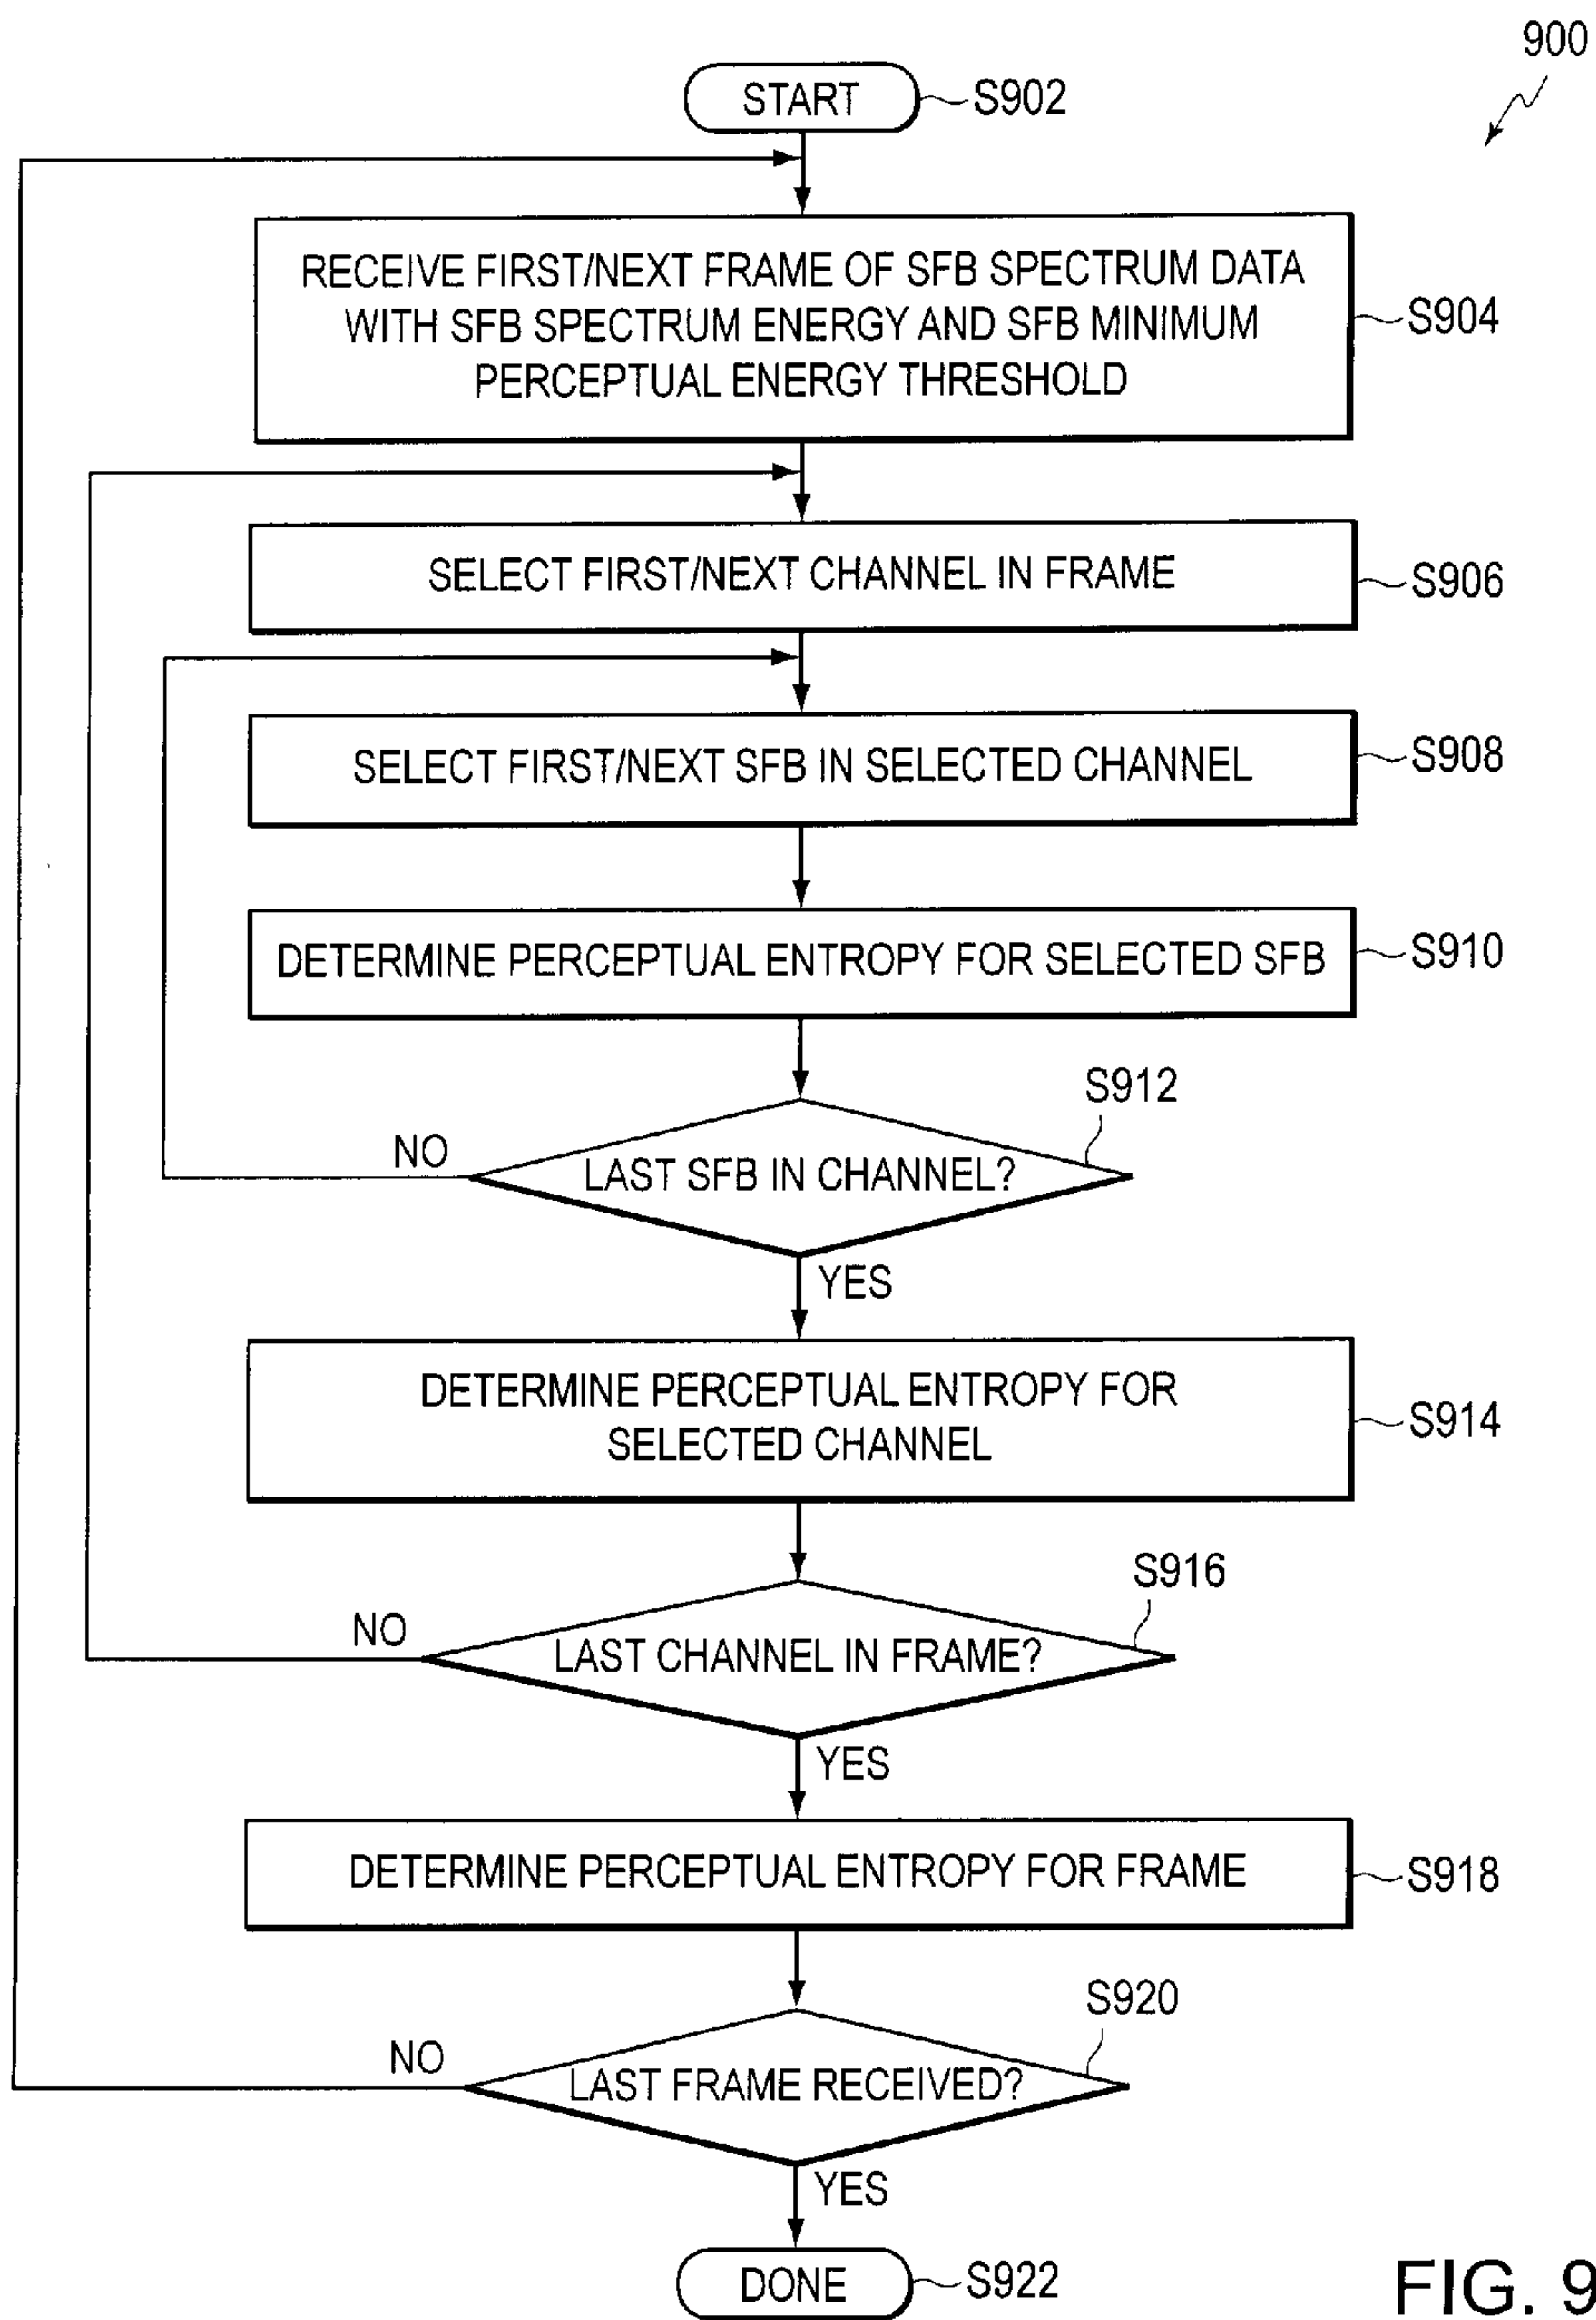 900
START
S902
RECEIVE FIRST/NEXT FRAME OF SFB SPECTRUM DATA
WITH SFB SPECTRUM ENERGY AND SFB MINIMUM
PERCEPTUAL ENERGY THRESHOLD
S904
SELECT FIRST/NEXT CHANNEL IN FRAME
S906
SELECT FIRST/NEXT SFB IN SELECTED CHANNEL
S908
DETERMINE PERCEPTUAL ENTROPY FOR SELECTED SFB
S910
S912
NO
LAST SFB IN CHANNEL?
YES
DETERMINE PERCEPTUAL ENTROPY FOR
SELECTED CHANNEL
S914
S916
NO
LAST CHANNEL IN FRAME?
YES
DETERMINE PERCEPTUAL ENTROPY FOR FRAME
S918
S920
NO
LAST FRAME RECEIVED?
YES
DONE
S922
FIG. 9